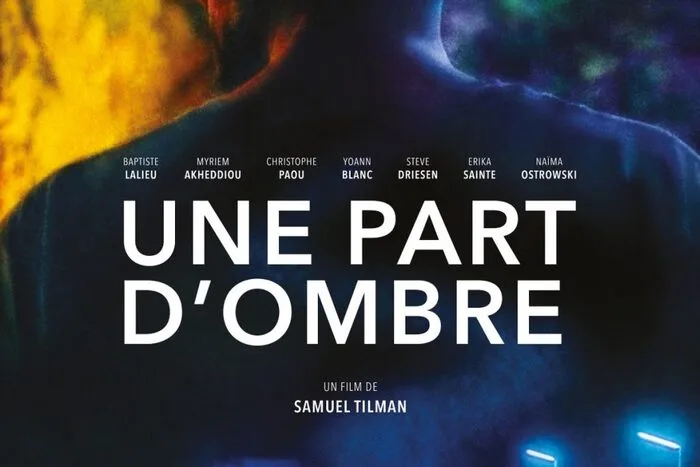 BAPTISTE MYRIEM CHRISTOPHE YOANN STEVE ERIKA NAÏMA
LALIEU AKHEDDIOU PAOU BLANC DRIESEN SAINTE OSTROWSKI
UNE PART
D'OMBRE
UN FILM DE
SAMUEL TILMAN